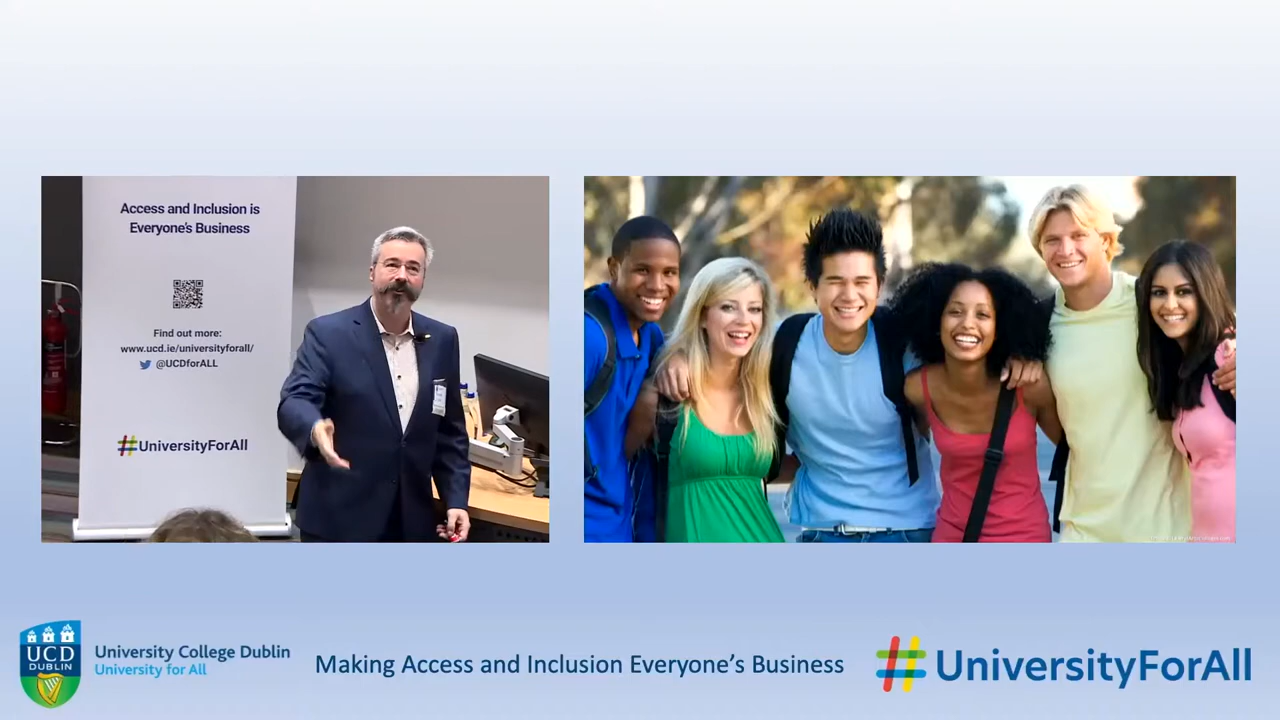 Access and Inclusion is
Everyone's Business
Find out more:
www.ucd.ie/universityforall/
@UCDforALL
#UniversityForAll
UCD
DUBLIN
University College Dublin
University for All
Making Access and Inclusion Everyone's Business
#UniversityForAll